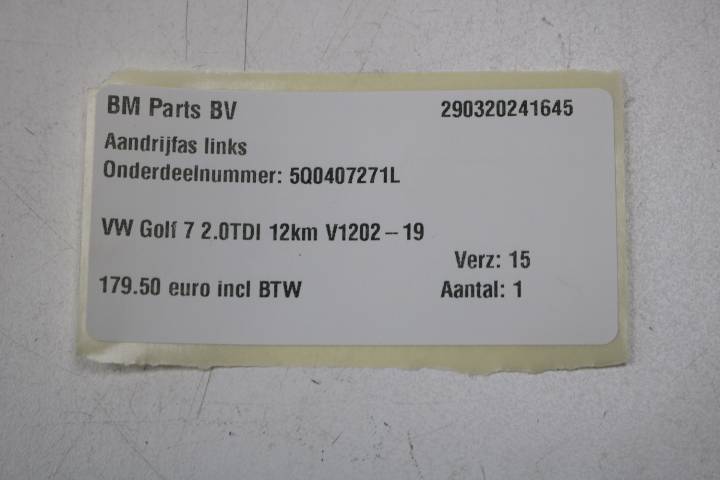 BM Parts BV 290320241645
Aandrijfas links
Onderdeelnummer: 5Q0407271L
VW Golf 7 2.0TDI 12km V1202-19
Verz: 15
179.50 euro incl BTW Aantal: 1